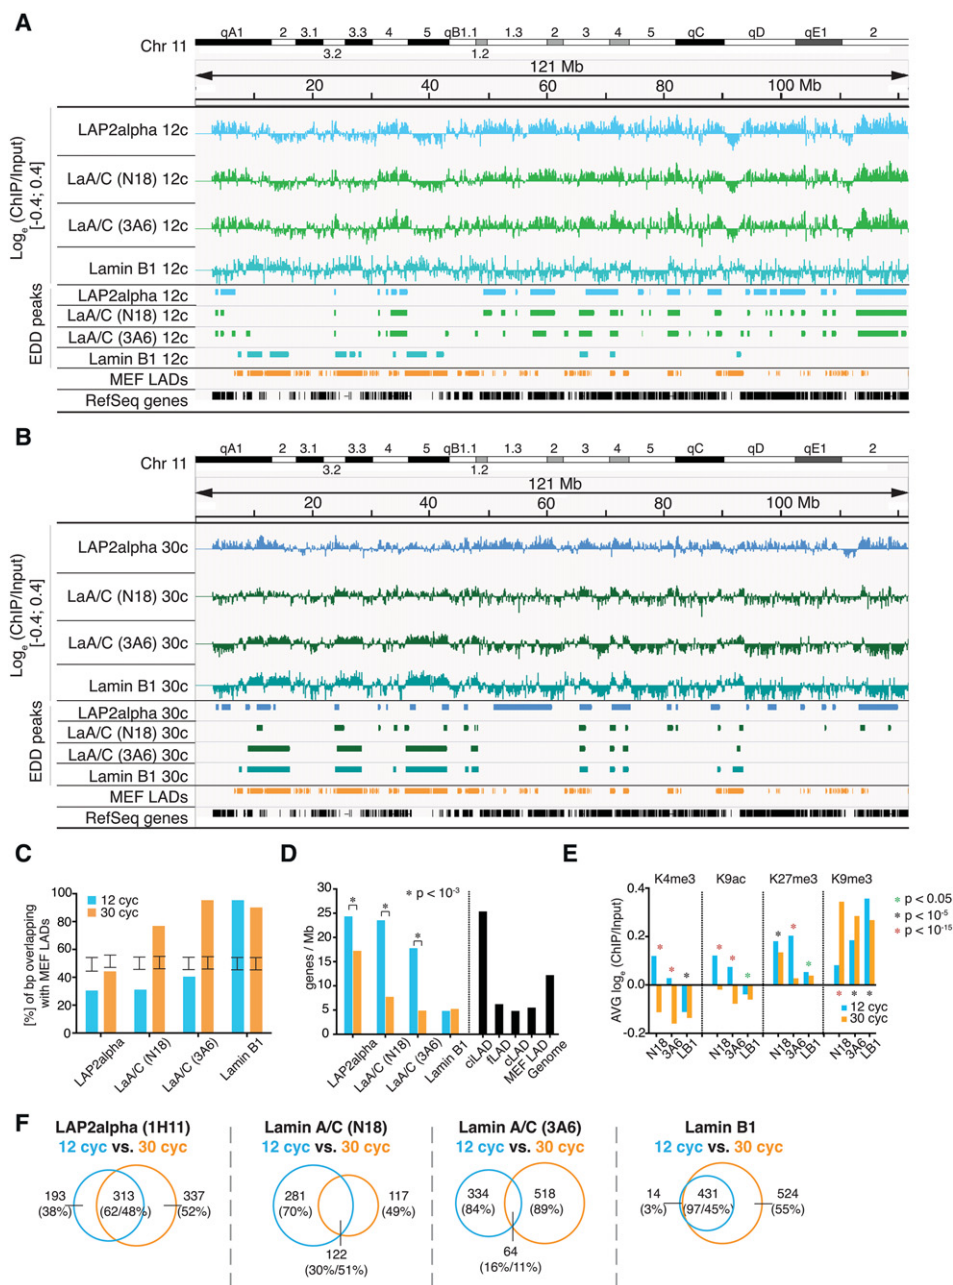 A
qA1 2 3.1 3.3 4 5 qB1.1 1.3 2 3 4 5 qC qD qE1 2
Chr 11
3.2 1.2
121 Mb
20 40 60 80 100 Mb
Log_e (ChIP/Input)
[-0.4; 0.4]
LAP2alpha 12c
LaA/C (N18) 12c
LaA/C (3A6) 12c
Lamin B1 12c
EDD peaks
LAP2alpha 12c
LaA/C (N18) 12c
LaA/C (3A6) 12c
Lamin B1 12c
MEF LADs
RefSeq genes
B
qA1 2 3.1 3.3 4 5 qB1.1 1.3 2 3 4 5 qC qD qE1 2
Chr 11
3.2 1.2
121 Mb
20 40 60 80 100 Mb
Log_e (ChIP/Input)
[-0.4; 0.4]
LAP2alpha 30c
LaA/C (N18) 30c
LaA/C (3A6) 30c
Lamin B1 30c
EDD peaks
LAP2alpha 30c
LaA/C (N18) 30c
LaA/C (3A6) 30c
Lamin B1 30c
MEF LADs
RefSeq genes
C
[%] of bp overlapping
with MEF LADs
100
80
60
40
20
0
12 cyc
30 cyc
LAP2alpha
LaA/C (N18)
LaA/C (3A6)
Lamin B1
D
genes / Mb
30
25
20
15
10
5
0
* p < 10-3
*
*
*
LAP2alpha
LaA/C (N18)
LaA/C (3A6)
Lamin B1
ciLAD
fLAD
cLAD
MEF LAD
Genome
E
K4me3 K9ac K27me3 K9me3
AVG log_e (ChIP/Input)
0.4
0.2
0.0
-0.2
* * * * * * * * * * * *
* p < 0.05
* p < 10-5
* p < 10-15
12 cyc
30 cyc
N18 3A6 LB1 N18 3A6 LB1 N18 3A6 LB1 N18 3A6 LB1
F
LAP2alpha (1H11)
12 cyc vs. 30 cyc
193
(38%)
313
(62/48%)
337
(52%)
Lamin A/C (N18)
12 cyc vs. 30 cyc
281
(70%)
117
(49%)
122
(30%/51%)
Lamin A/C (3A6)
12 cyc vs. 30 cyc
334
(84%)
518
(89%)
64
(16%/11%)
Lamin B1
12 cyc vs. 30 cyc
14
(3%)
431
(97/45%)
524
(55%)